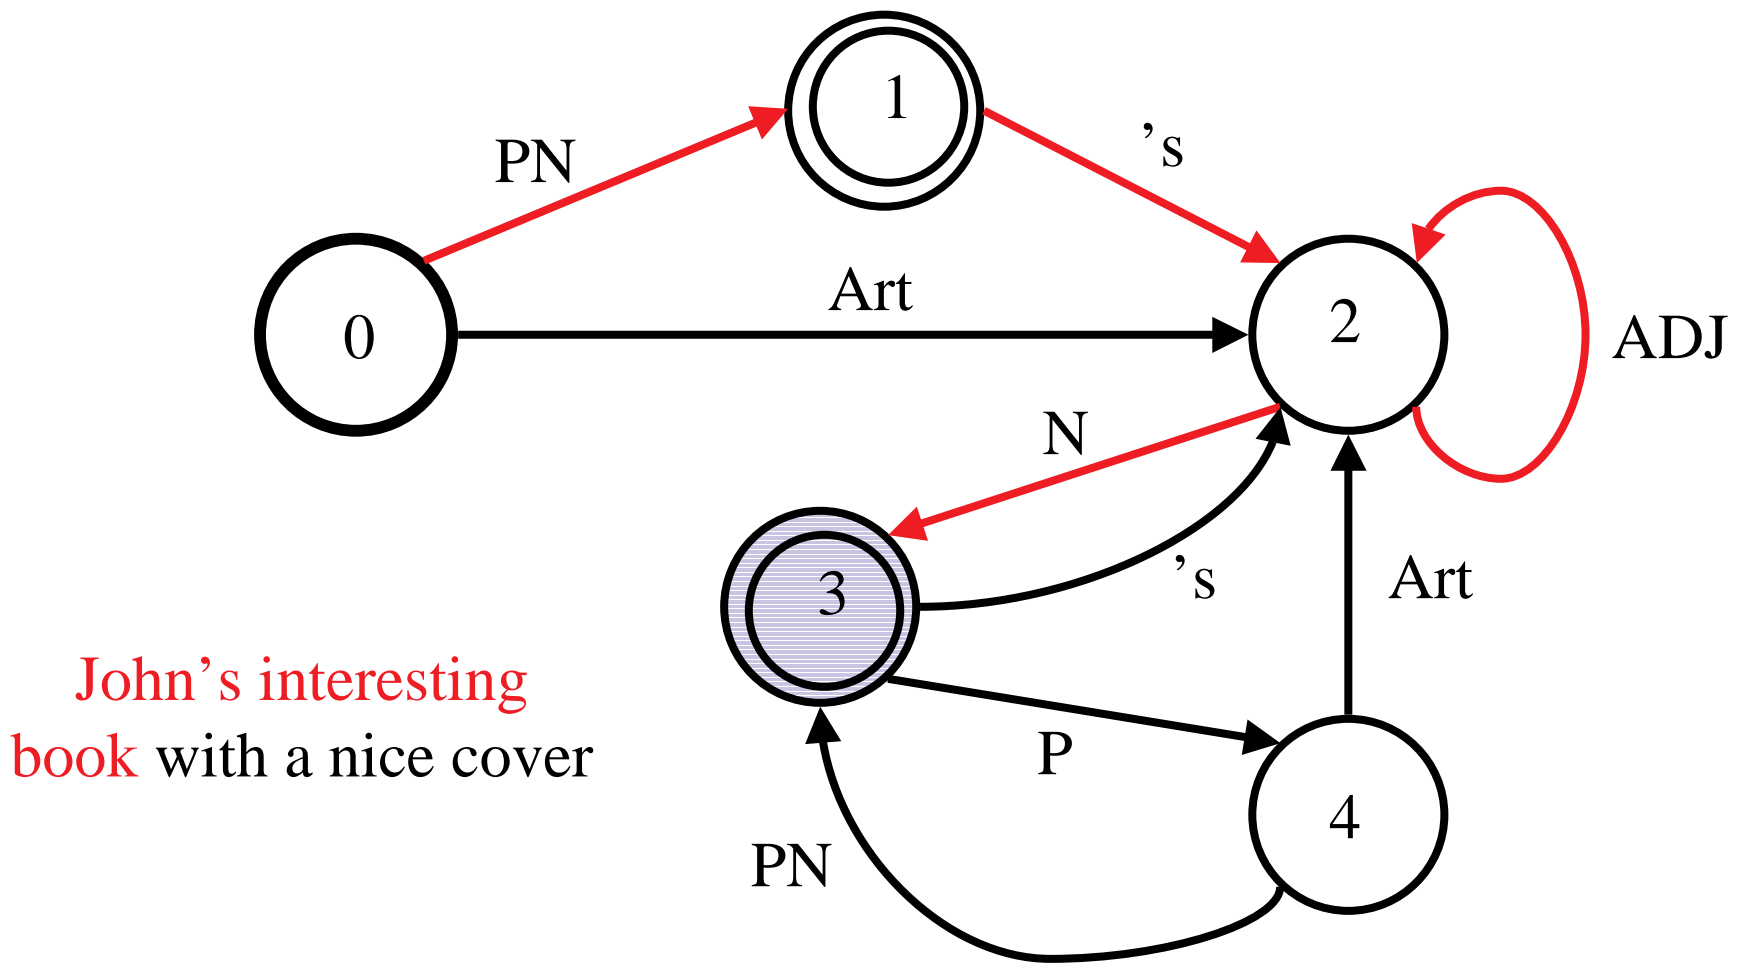 1
PN
’s
0
Art
2
ADJ
N
3
’s
Art
John’s interesting
book with a nice cover
P
4
PN